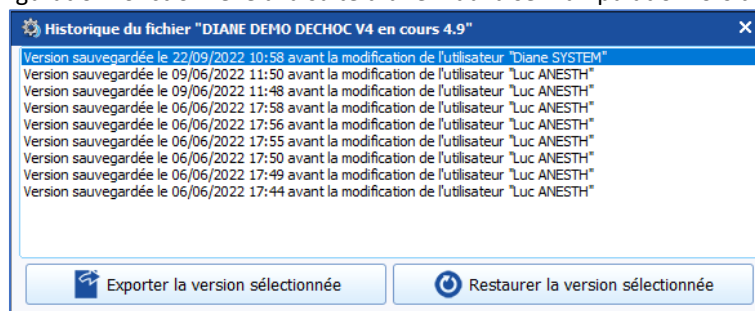 Historique du fichier "DIANE DEMO DECHOC V4 en cours 4.9"
Version sauvegardée le 22/09/2022 10:58 avant la modification de l'utilisateur "Diane SYSTEM"
Version sauvegardée le 09/06/2022 11:50 avant la modification de l'utilisateur "Luc ANESTH"
Version sauvegardée le 09/06/2022 11:48 avant la modification de l'utilisateur "Luc ANESTH"
Version sauvegardée le 06/06/2022 17:58 avant la modification de l'utilisateur "Luc ANESTH"
Version sauvegardée le 06/06/2022 17:56 avant la modification de l'utilisateur "Luc ANESTH"
Version sauvegardée le 06/06/2022 17:55 avant la modification de l'utilisateur "Luc ANESTH"
Version sauvegardée le 06/06/2022 17:50 avant la modification de l'utilisateur "Luc ANESTH"
Version sauvegardée le 06/06/2022 17:49 avant la modification de l'utilisateur "Luc ANESTH"
Version sauvegardée le 06/06/2022 17:44 avant la modification de l'utilisateur "Luc ANESTH"
Exporter la version sélectionnée
Restaurer la version sélectionnée